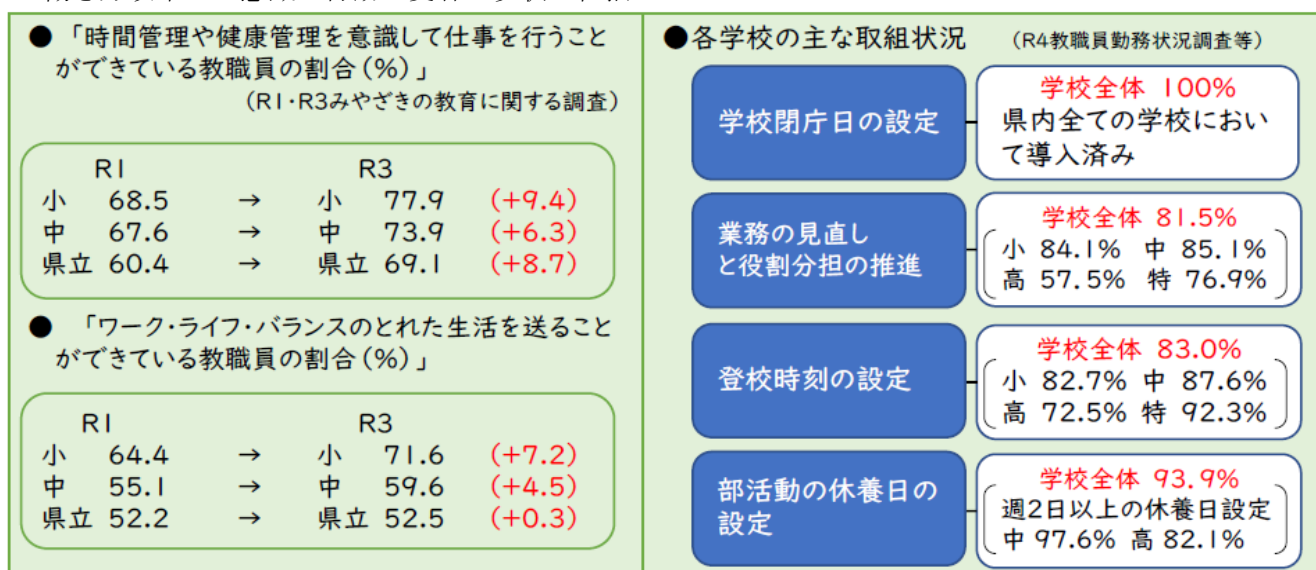 ● 「時間管理や健康管理を意識して仕事を行うこと
ができている教職員の割合(%)」
(R1・R3みやざきの教育に関する調査)
R1 R3
小 68.5 → 小 77.9 (+9.4)
中 67.6 → 中 73.9 (+6.3)
県立 60.4 → 県立 69.1 (+8.7)
● 「ワーク・ライフ・バランスのとれた生活を送ること
ができている教職員の割合(%)」
R1 R3
小 64.4 → 小 71.6 (+7.2)
中 55.1 → 中 59.6 (+4.5)
県立 52.2 → 県立 52.5 (+0.3)
●各学校の主な取組状況 (R4教職員勤務状況調査等)
学校閉庁日の設定
学校全体 100%
県内全ての学校におい
て導入済み
業務の見直し
と役割分担の推進
学校全体 81.5%
小 84.1% 中 85.1%
高 57.5% 特 76.9%
登校時刻の設定
学校全体 83.0%
小 82.7% 中 87.6%
高 72.5% 特 92.3%
部活動の休養日の
設定
学校全体 93.9%
週2日以上の休養日設定
中 97.6% 高 82.1%